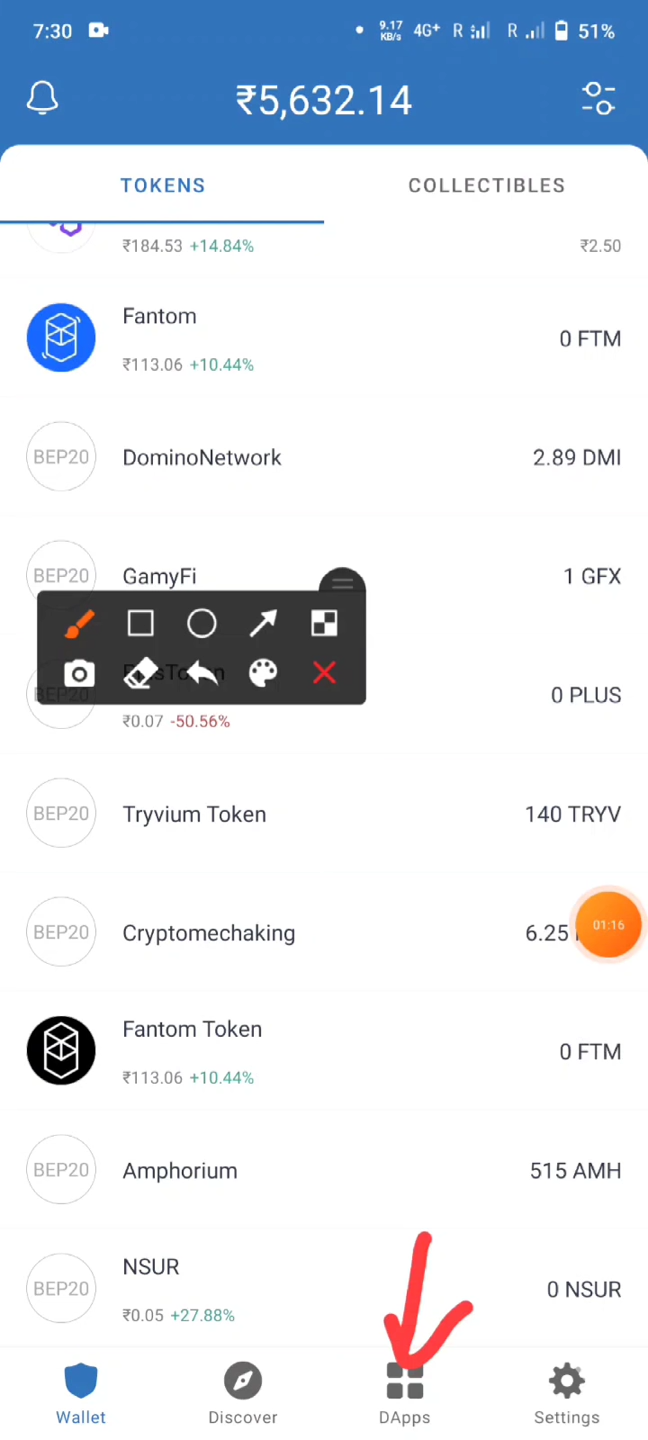 7:30
9.17 KB/s 4G+ R R 51%
₹5,632.14
TOKENS COLLECTIBLES
₹184.53 +14.84% ₹2.50
Fantom
0 FTM
₹113.06 +10.44%
BEP20 DominoNetwork 2.89 DMI
BEP20 GamyFi 1 GFX
BEP20
0 PLUS
₹0.07 -50.56%
BEP20 Tryvium Token 140 TRYV
BEP20 Cryptomechaking 6.25
01:16
Fantom Token
0 FTM
₹113.06 +10.44%
BEP20 Amphorium 515 AMH
NSUR
BEP20 0 NSUR
₹0.05 +27.88%
Wallet Discover DApps Settings